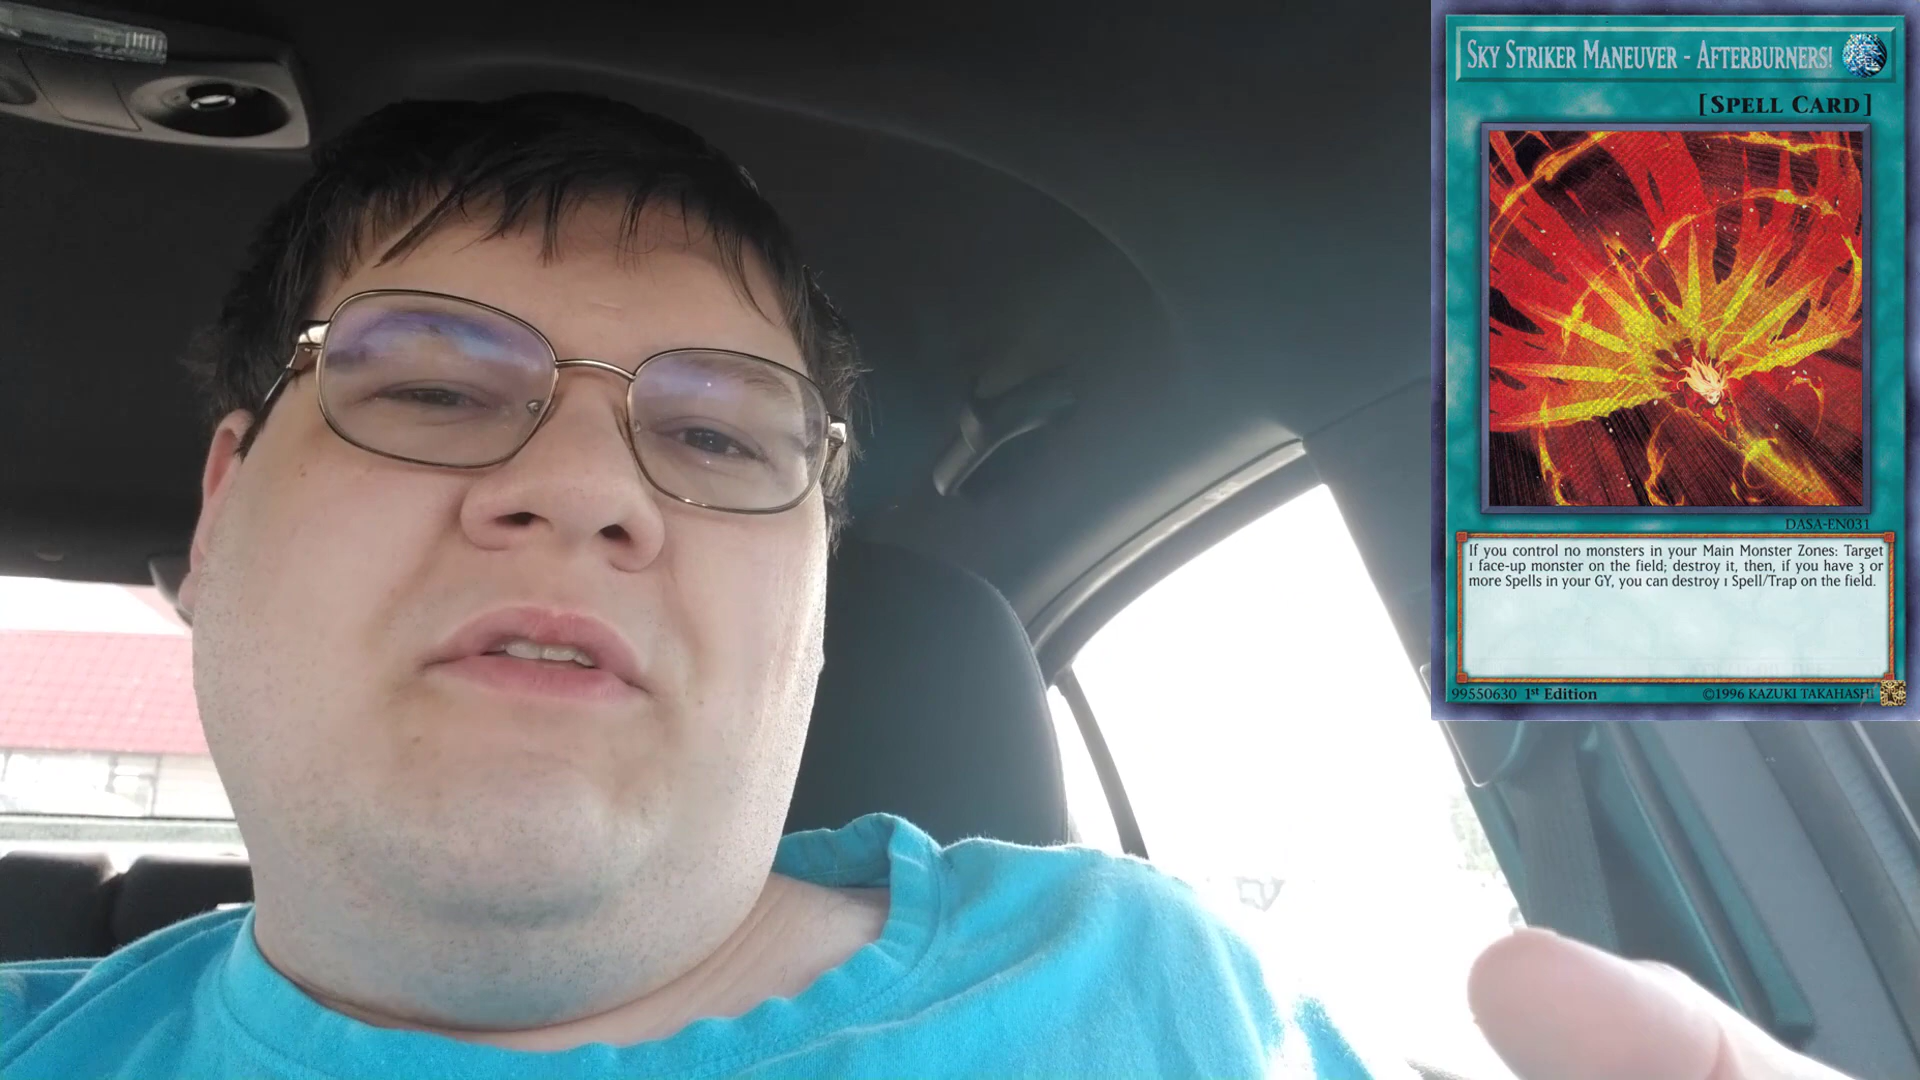 SKY STRIKER MANEUVER - AFTERBURNERS!
[SPELL CARD]
DASA-EN031
If you control no monsters in your Main Monster Zones: Target
1 face-up monster on the field; destroy it, then, if you have 3 or
more Spells in your GY, you can destroy 1 Spell/Trap on the field.
99550630 1st Edition ©1996 KAZUKI TAKAHASHI